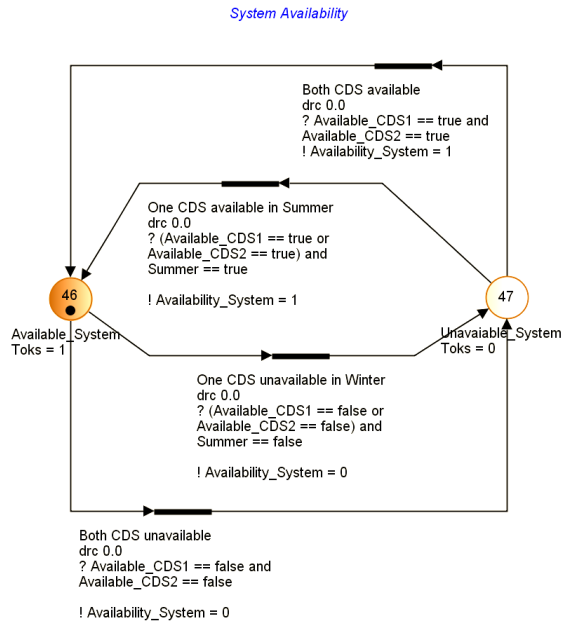 System Availability
Both CDS available
drc 0.0
? Available_CDS1 == true and
Available_CDS2 == true
! Availability_System = 1
One CDS available in Summer
drc 0.0
? (Available_CDS1 == true or
Available_CDS2 == true) and
Summer == true
! Availability_System = 1
46
Available_System
Toks = 1
47
Unavaiable_System
Toks = 0
One CDS unavailable in Winter
drc 0.0
? (Available_CDS1 == false or
Available_CDS2 == false) and
Summer == false
! Availability_System = 0
Both CDS unavailable
drc 0.0
? Available_CDS1 == false and
Available_CDS2 == false
! Availability_System = 0